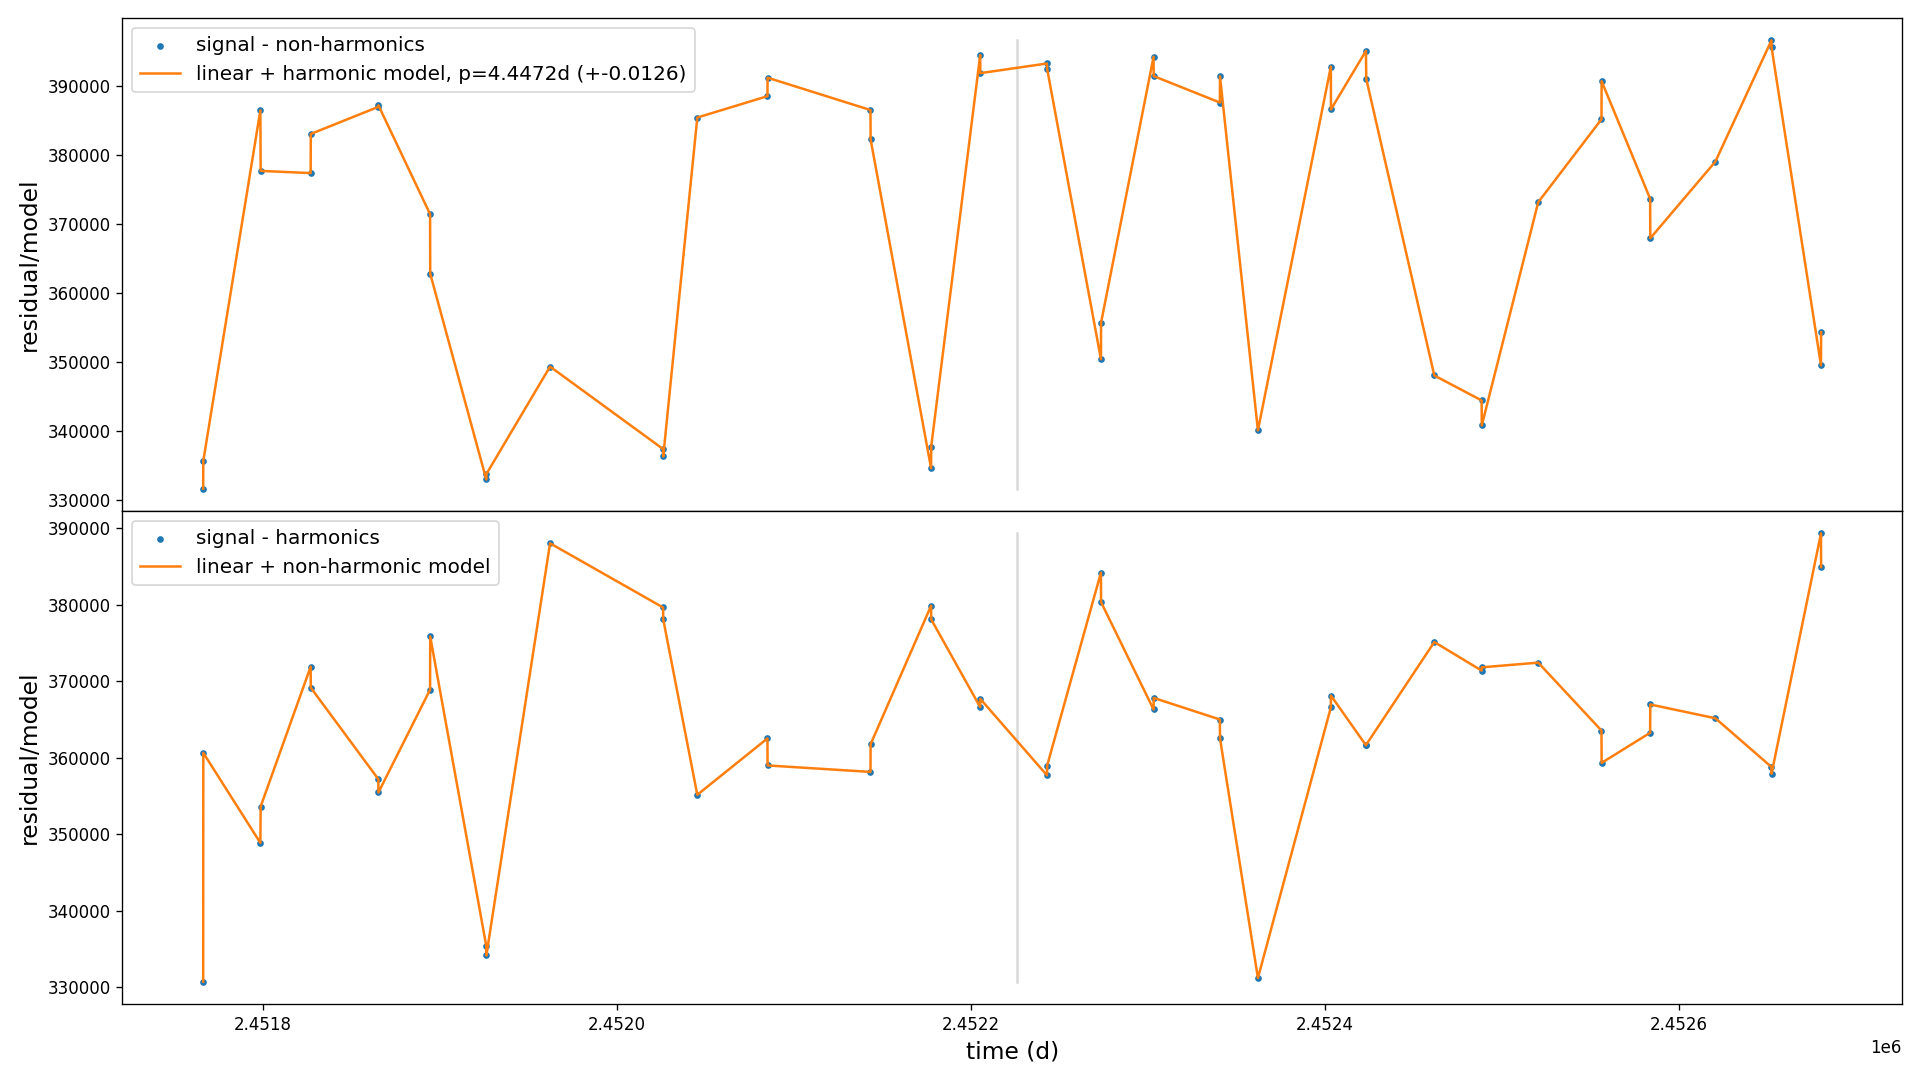 signal - non-harmonics
linear + harmonic model, p=4.4472d (+-0.0126)
390000
380000
370000
360000
350000
340000
330000
residual/model
signal - harmonics
linear + non-harmonic model
390000
380000
370000
360000
350000
340000
330000
residual/model
2.4518
2.4520
2.4522
2.4524
2.4526
time (d)
1e6